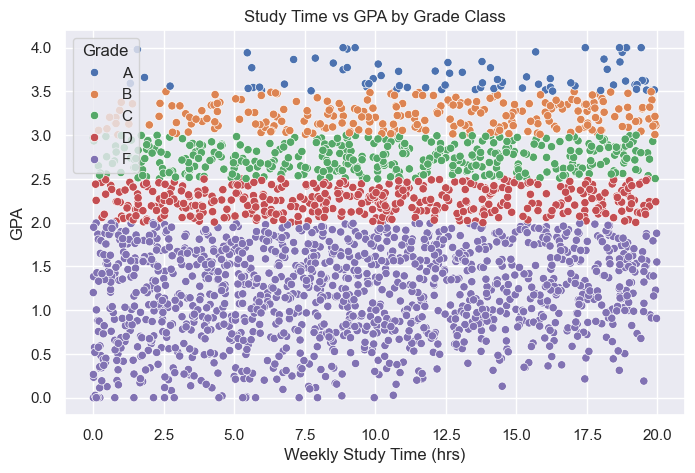 Study Time vs GPA by Grade Class
4.0
3.5
3.0
2.5
2.0
1.5
1.0
0.5
0.0
GPA
Grade
A
B
C
D
F
0.0 2.5 5.0 7.5 10.0 12.5 15.0 17.5 20.0
Weekly Study Time (hrs)